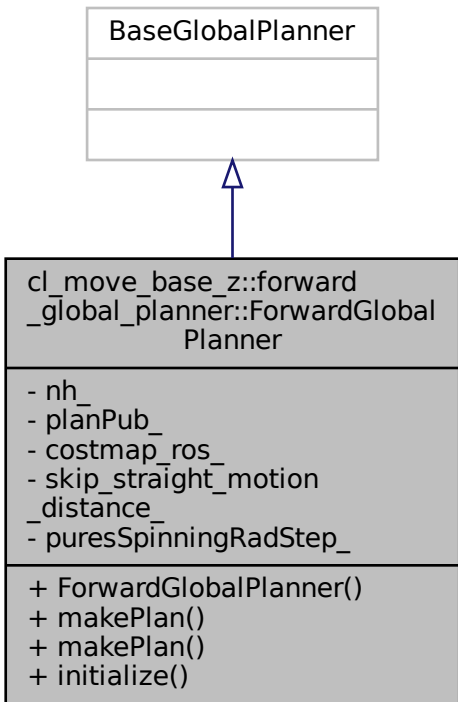 BaseGlobalPlanner
cl_move_base_z::forward
_global_planner::ForwardGlobal
Planner
- nh_
- planPub_
- costmap_ros_
- skip_straight_motion
_distance_
- puresSpinningRadStep_
+ ForwardGlobalPlanner()
+ makePlan()
+ makePlan()
+ initialize()